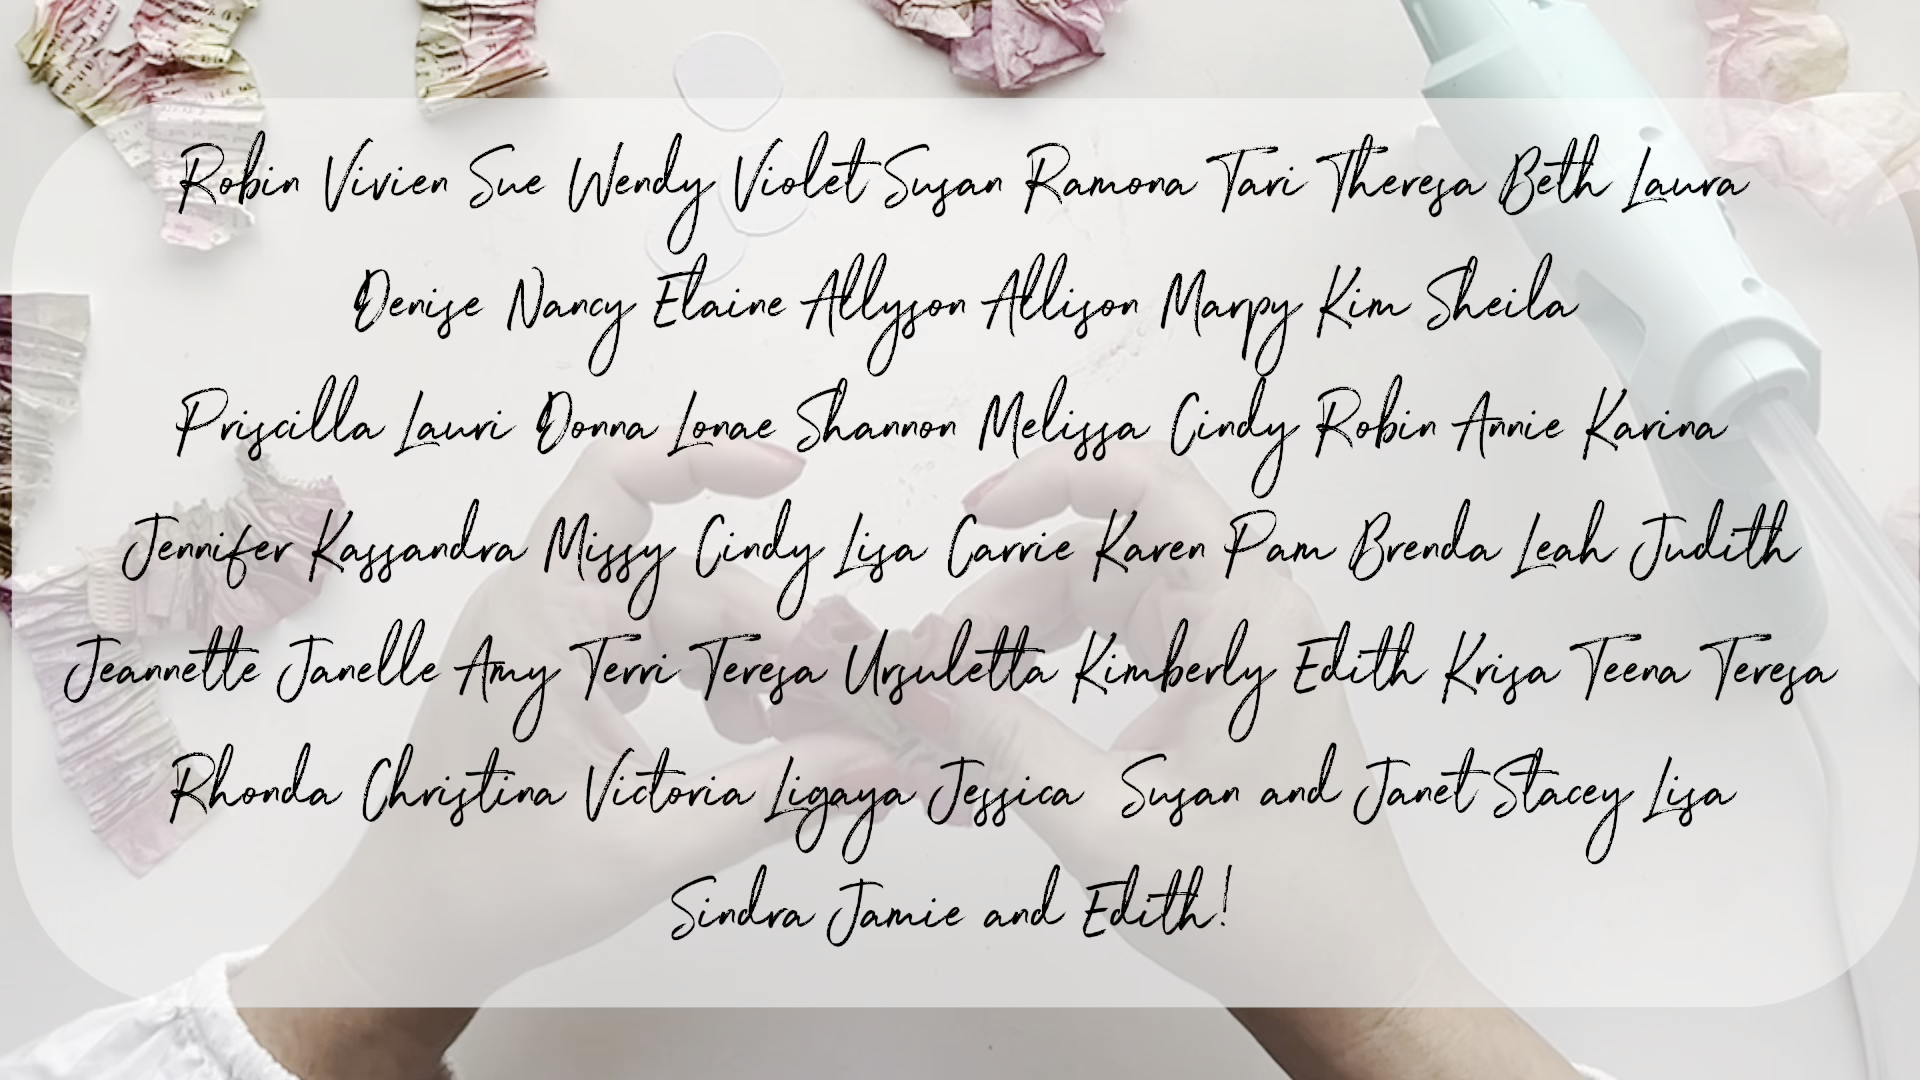 Robin Vivien Sue Wendy Violet Susan Ramona Tari Theresa Beth Laura
Denise Nancy Elaine Allyson Allison Marpy Kim Sheila
Priscilla Lauri Donna Lonae Shannon Melissa Cindy Robin Annie Karina
Jennifer Kassandra Missy Cindy Lisa Carrie Karen Pam Brenda Leah Judith
Jeannette Janelle Amy Terri Teresa Ursuletta Kimberly Edith Krisa Teena Teresa
Rhonda Christina Victoria Ligaya Jessica Susan and Janet Stacey Lisa
Sindra Jamie and Edith!